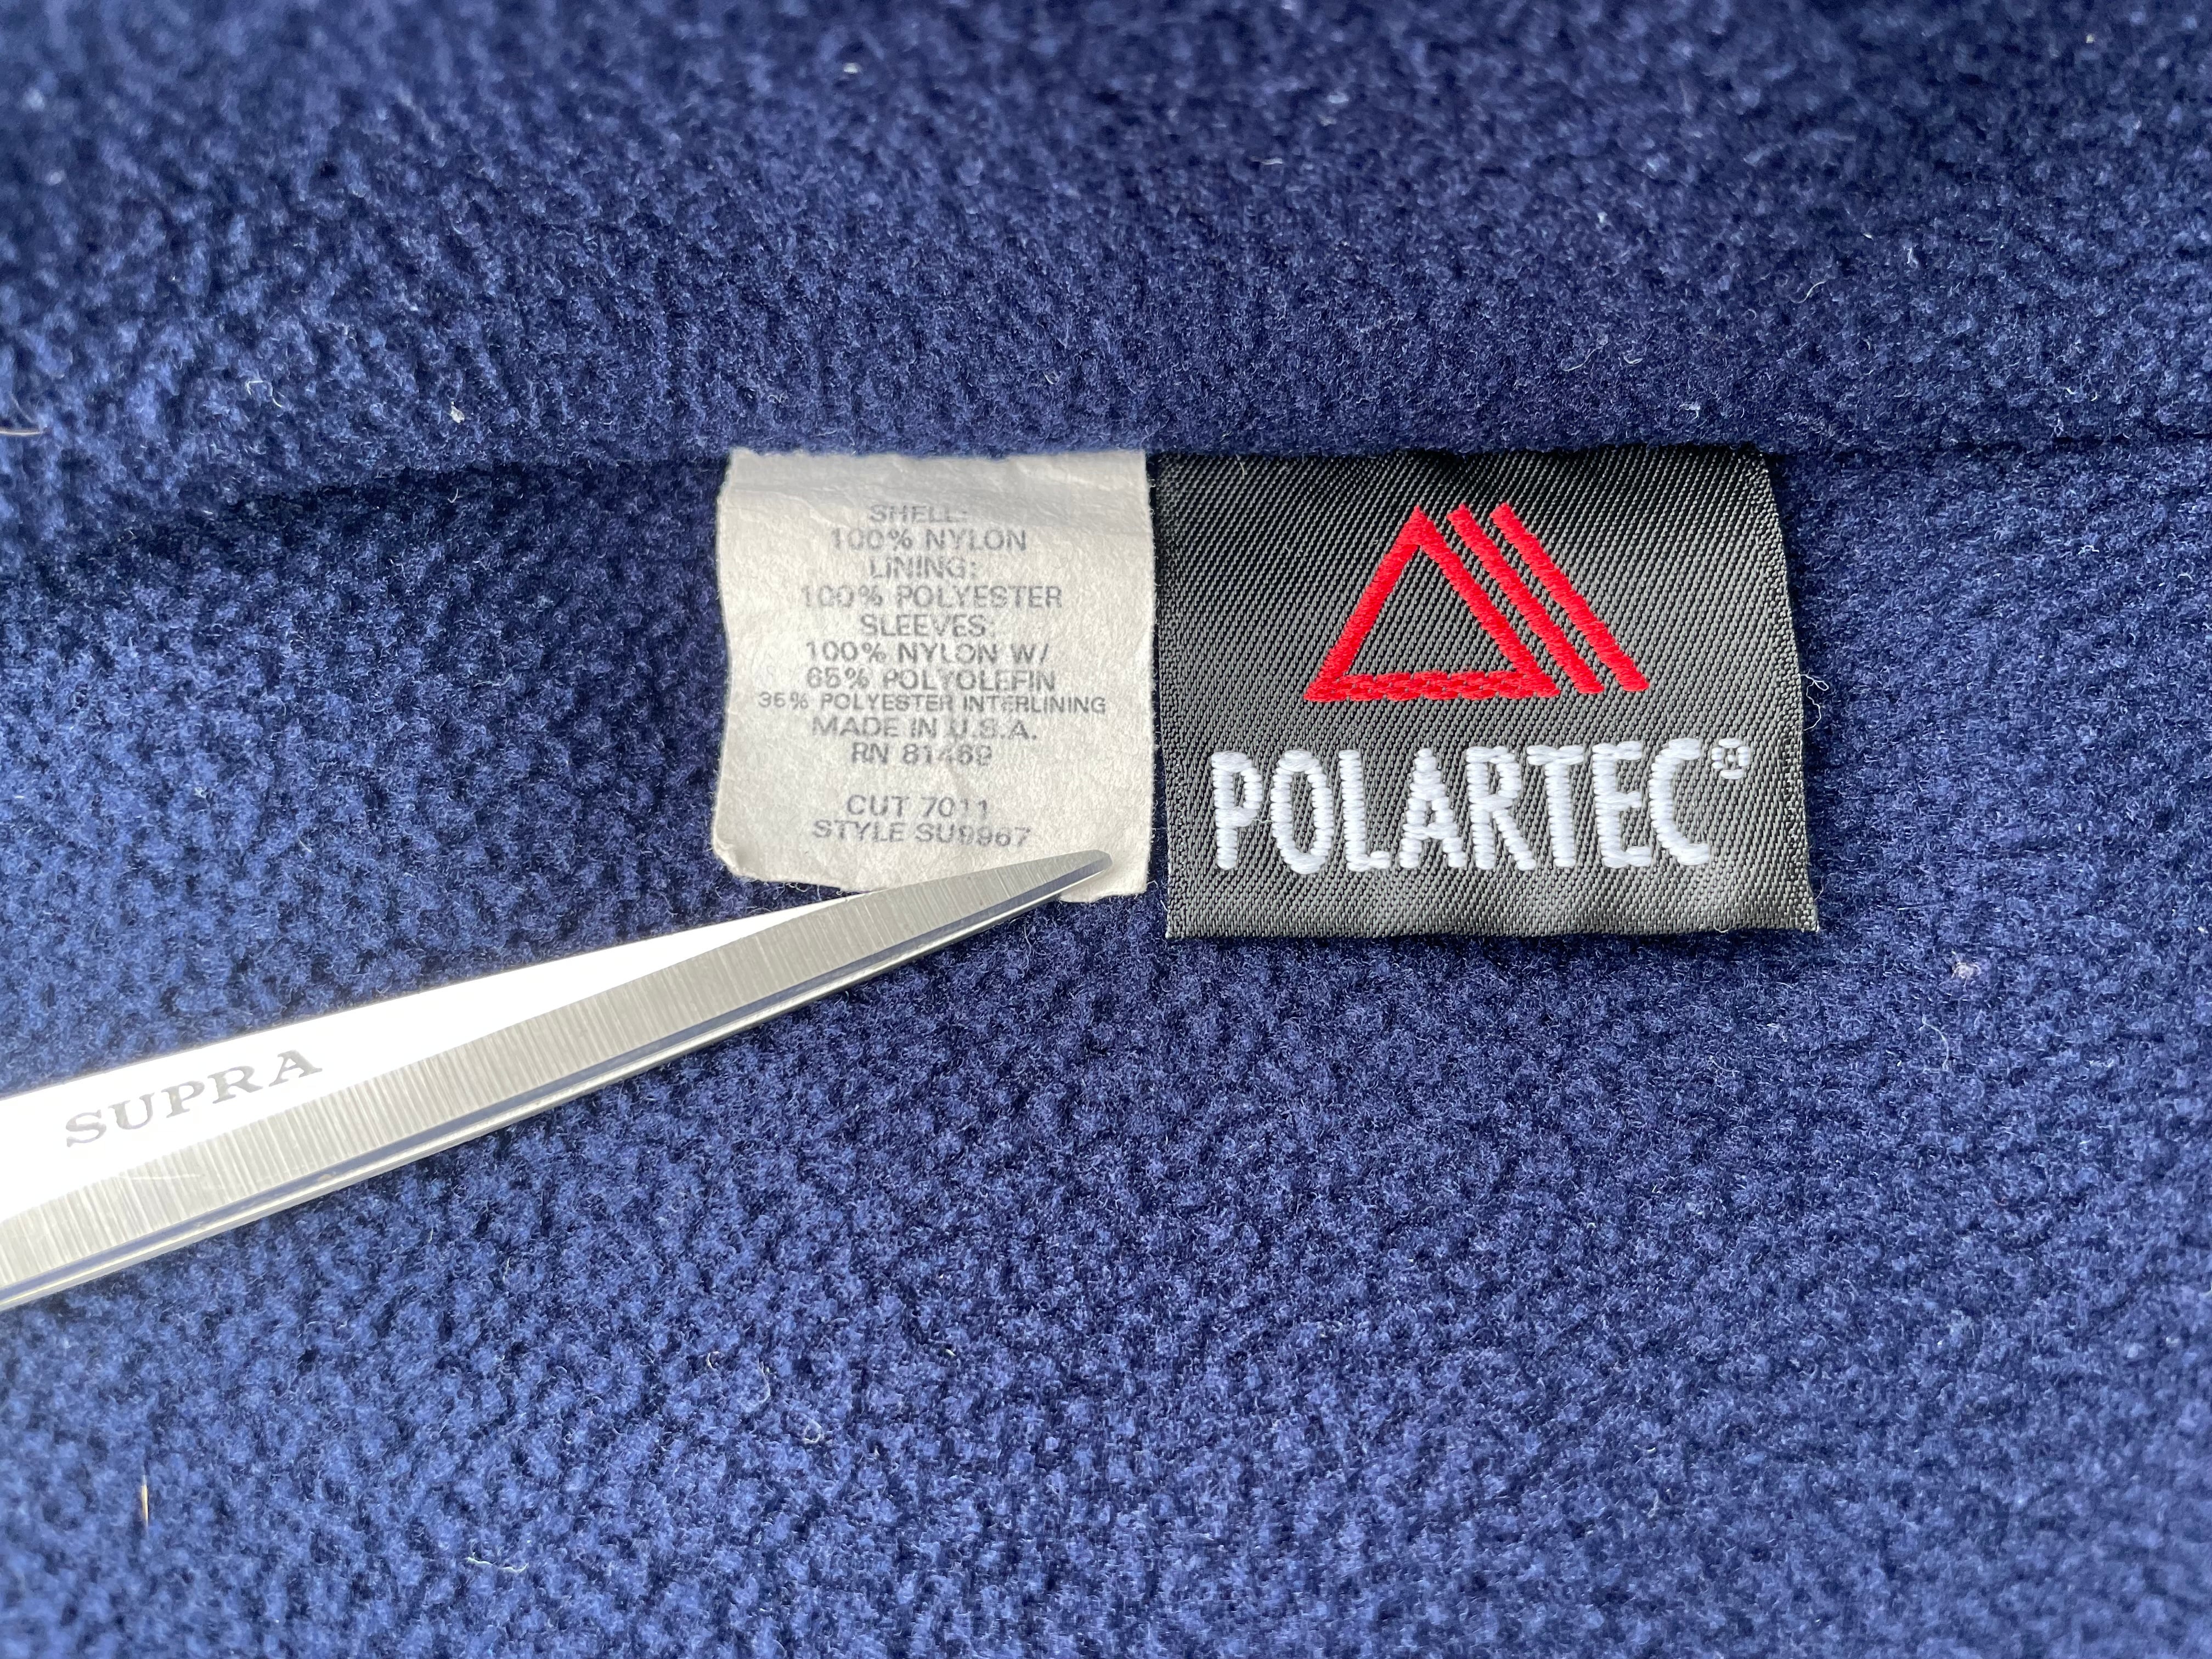 SHELL:
100% NYLON
LINING:
100% POLYESTER
SLEEVES:
100% NYLON W/
65% POLYOLEFIN
35% POLYESTER INTERLINING
MADE IN U.S.A.
RN 81469
CUT 7011
STYLE SU9967
POLARTEC®
SUPRA